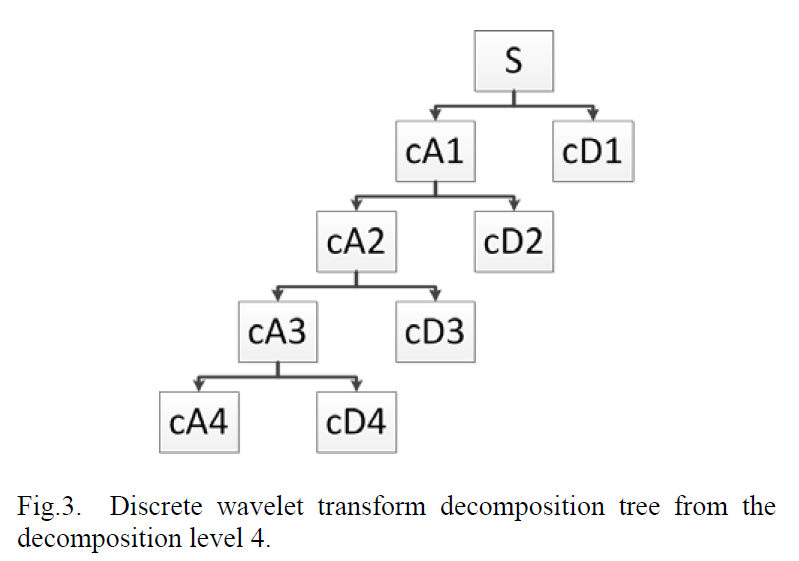 S
cA1 cD1
cA2 cD2
cA3 cD3
cA4 cD4
Fig.3. Discrete wavelet transform decomposition tree from the
decomposition level 4.